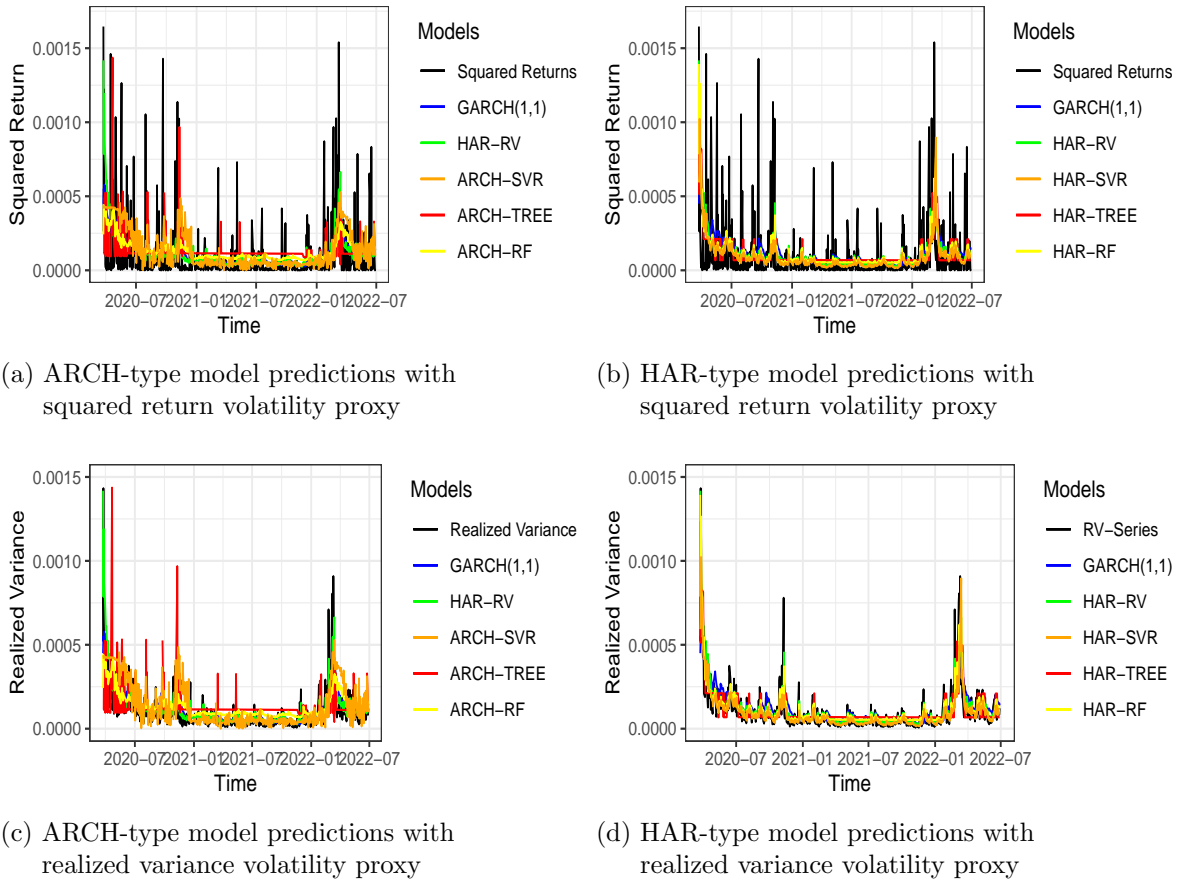 0.0015
0.0010
0.0005
0.0000
Squared Return
2020−07
2021−01
2021−07
2022−01
2022−07
Time
Models
Squared Returns
GARCH(1,1)
HAR−RV
ARCH−SVR
ARCH−TREE
ARCH−RF
(a) ARCH-type model predictions with
squared return volatility proxy
0.0015
0.0010
0.0005
0.0000
Squared Return
2020−07
2021−01
2021−07
2022−01
2022−07
Time
Models
Squared Returns
GARCH(1,1)
HAR−RV
HAR−SVR
HAR−TREE
HAR−RF
(b) HAR-type model predictions with
squared return volatility proxy
0.0015
0.0010
0.0005
0.0000
Realized Variance
2020−07
2021−01
2021−07
2022−01
2022−07
Time
Models
Realized Variance
GARCH(1,1)
HAR−RV
ARCH−SVR
ARCH−TREE
ARCH−RF
(c) ARCH-type model predictions with
realized variance volatility proxy
0.0015
0.0010
0.0005
0.0000
Realized Variance
2020−07
2021−01
2021−07
2022−01
2022−07
Time
Models
RV−Series
GARCH(1,1)
HAR−RV
HAR−SVR
HAR−TREE
HAR−RF
(d) HAR-type model predictions with
realized variance volatility proxy